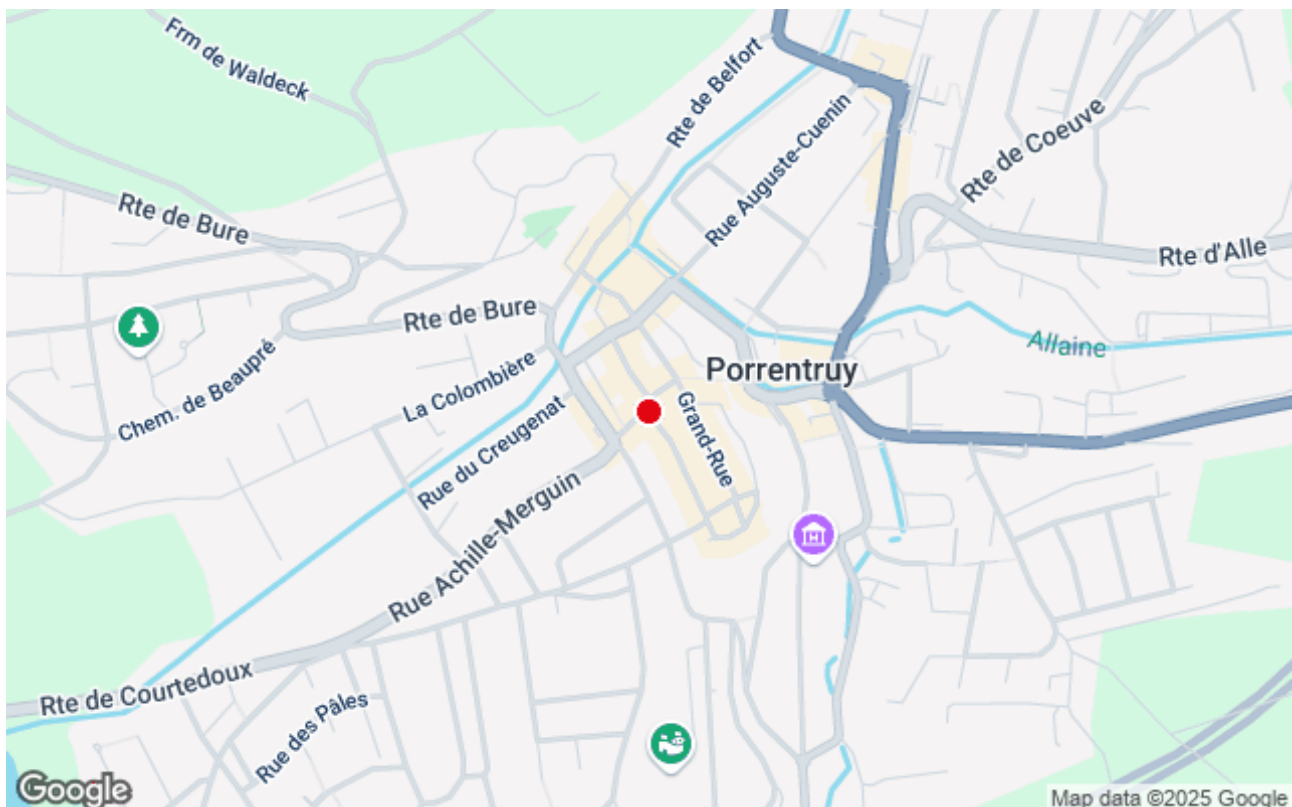 Frm de Waldeck
Rte de Belfort
Rue Auguste-Cuenin
Rte de Coeuve
Rte de Bure
Rte d'Alle
Rte de Bure
Allaine
Chem. de Beaupré
La Colombière
Porrentruy
Rue du Creugenat
Grand-Rue
Rue Achille-Merguin
H
Rte de Courtedoux
Rue des Pâles
Google
Map data ©2025 Google